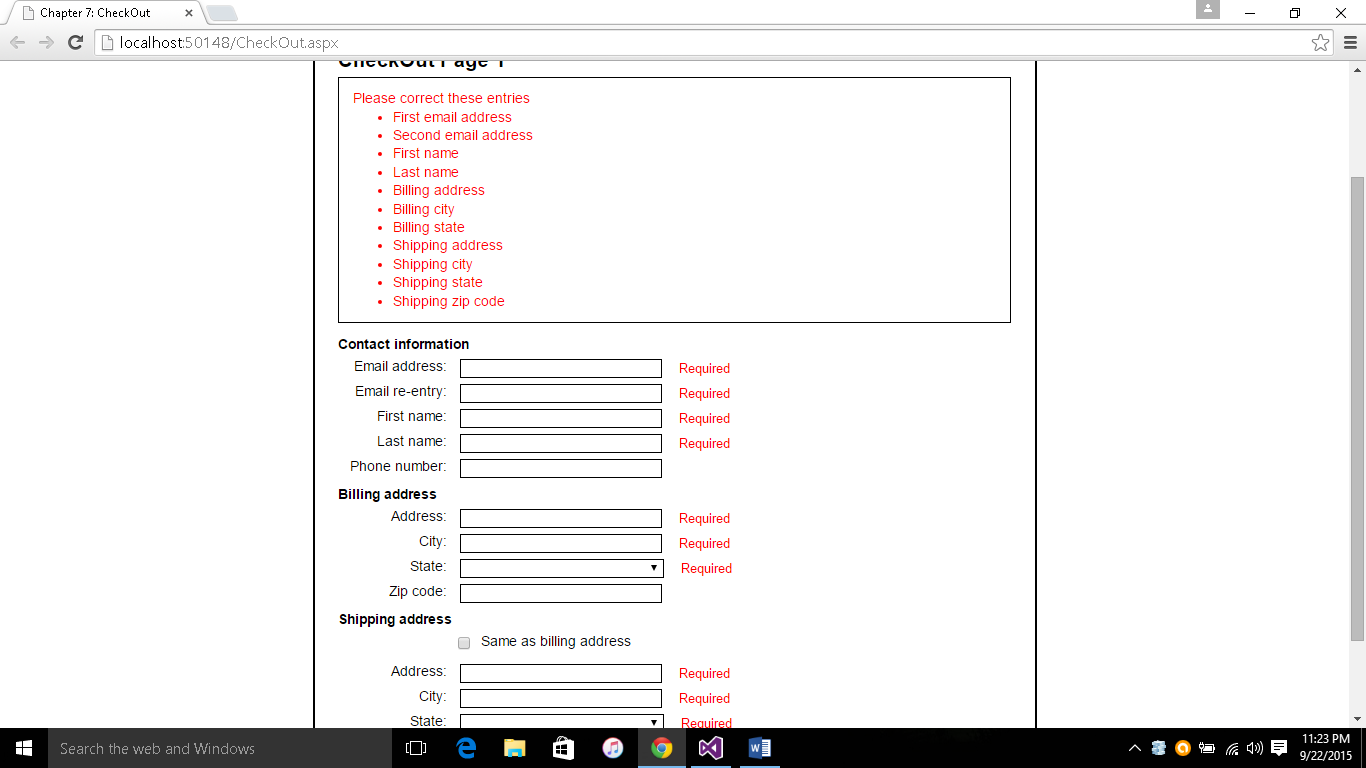 Chapter 7: CheckOut
localhost:50148/CheckOut.aspx
CheckOut Page 1
Please correct these entries
• First email address
• Second email address
• First name
• Last name
• Billing address
• Billing city
• Billing state
• Shipping address
• Shipping city
• Shipping state
• Shipping zip code
Contact information
Email address: Required
Email re-entry: Required
First name: Required
Last name: Required
Phone number:
Billing address
Address: Required
City: Required
State: Required
Zip code:
Shipping address
Same as billing address
Address: Required
City: Required
State: Required
Search the web and Windows
11:23 PM
9/22/2015